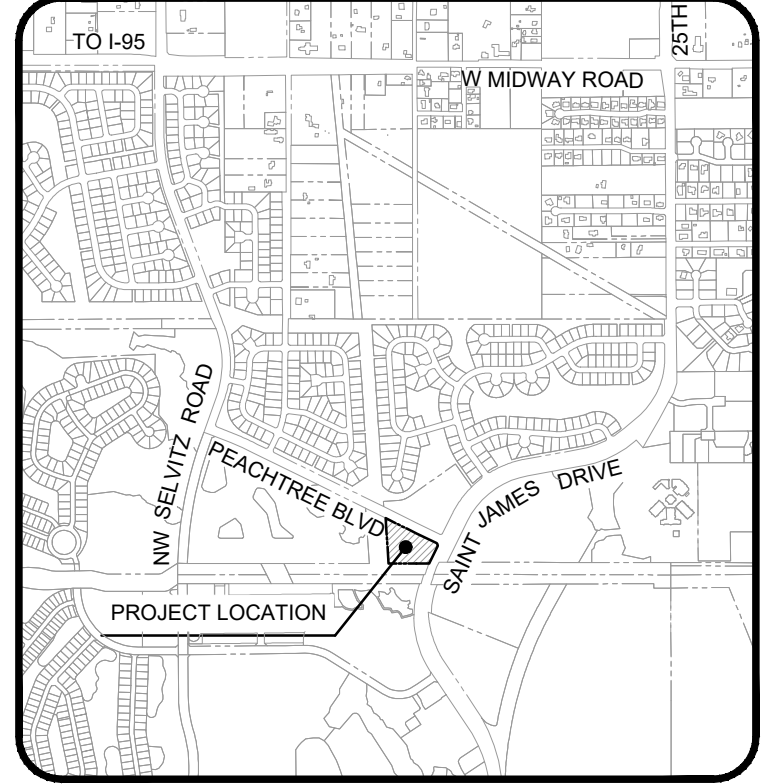 TO I-95
25TH
W MIDWAY ROAD
NW SELVITZ ROAD
PEACHTREE BLVD
SAINT JAMES DRIVE
PROJECT LOCATION